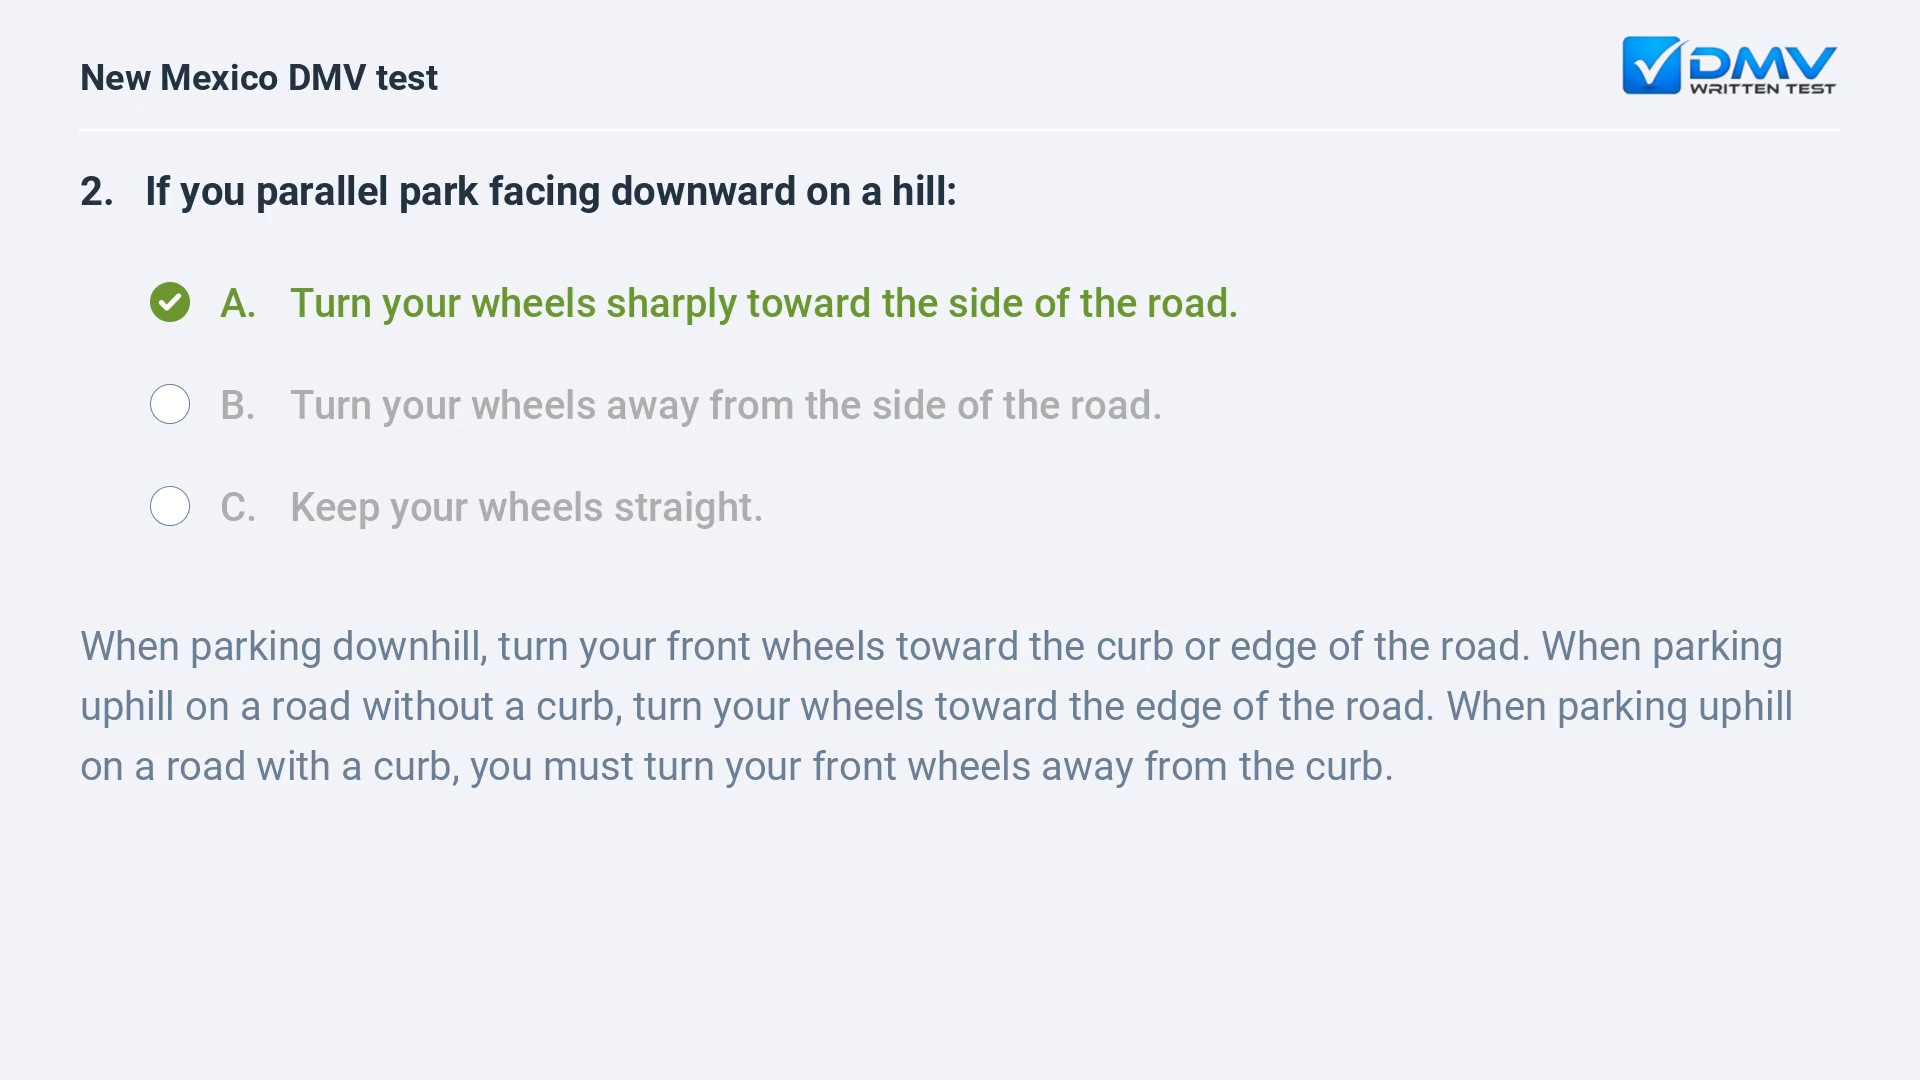 New Mexico DMV test
DMV
WRITTEN TEST
2. If you parallel park facing downward on a hill:
A. Turn your wheels sharply toward the side of the road.
B. Turn your wheels away from the side of the road.
C. Keep your wheels straight.
When parking downhill, turn your front wheels toward the curb or edge of the road. When parking
uphill on a road without a curb, turn your wheels toward the edge of the road. When parking uphill
on a road with a curb, you must turn your front wheels away from the curb.